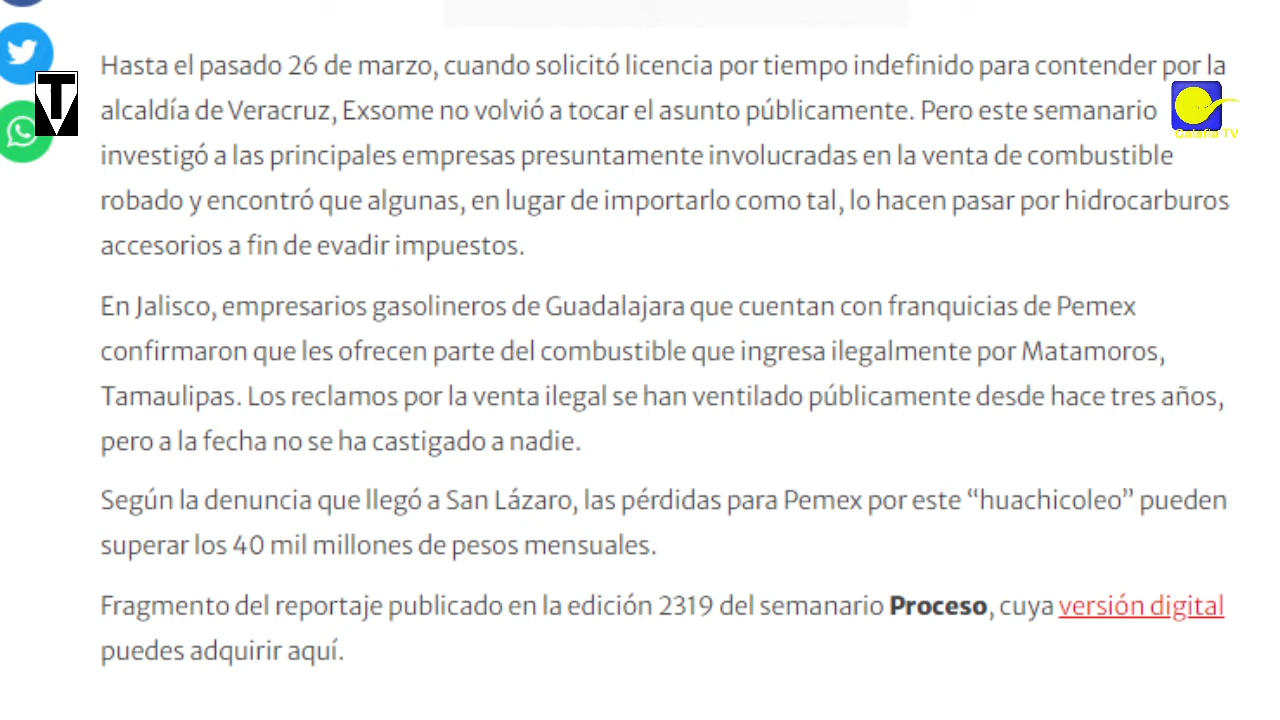 Hasta el pasado 26 de marzo, cuando solicitó licencia por tiempo indefinido para contender por la
alcaldía de Veracruz, Exsome no volvió a tocar el asunto públicamente. Pero este semanario
investigó a las principales empresas presuntamente involucradas en la venta de combustible
robado y encontró que algunas, en lugar de importarlo como tal, lo hacen pasar por hidrocarburos
accesorios a fin de evadir impuestos.
En Jalisco, empresarios gasolineros de Guadalajara que cuentan con franquicias de Pemex
confirmaron que les ofrecen parte del combustible que ingresa ilegalmente por Matamoros,
Tamaulipas. Los reclamos por la venta ilegal se han ventilado públicamente desde hace tres años,
pero a la fecha no se ha castigado a nadie.
Según la denuncia que llegó a San Lázaro, las pérdidas para Pemex por este “huachicoleo” pueden
superar los 40 mil millones de pesos mensuales.
Fragmento del reportaje publicado en la edición 2319 del semanario Proceso, cuya versión digital
puedes adquirir aquí.
TV
Calafia TV